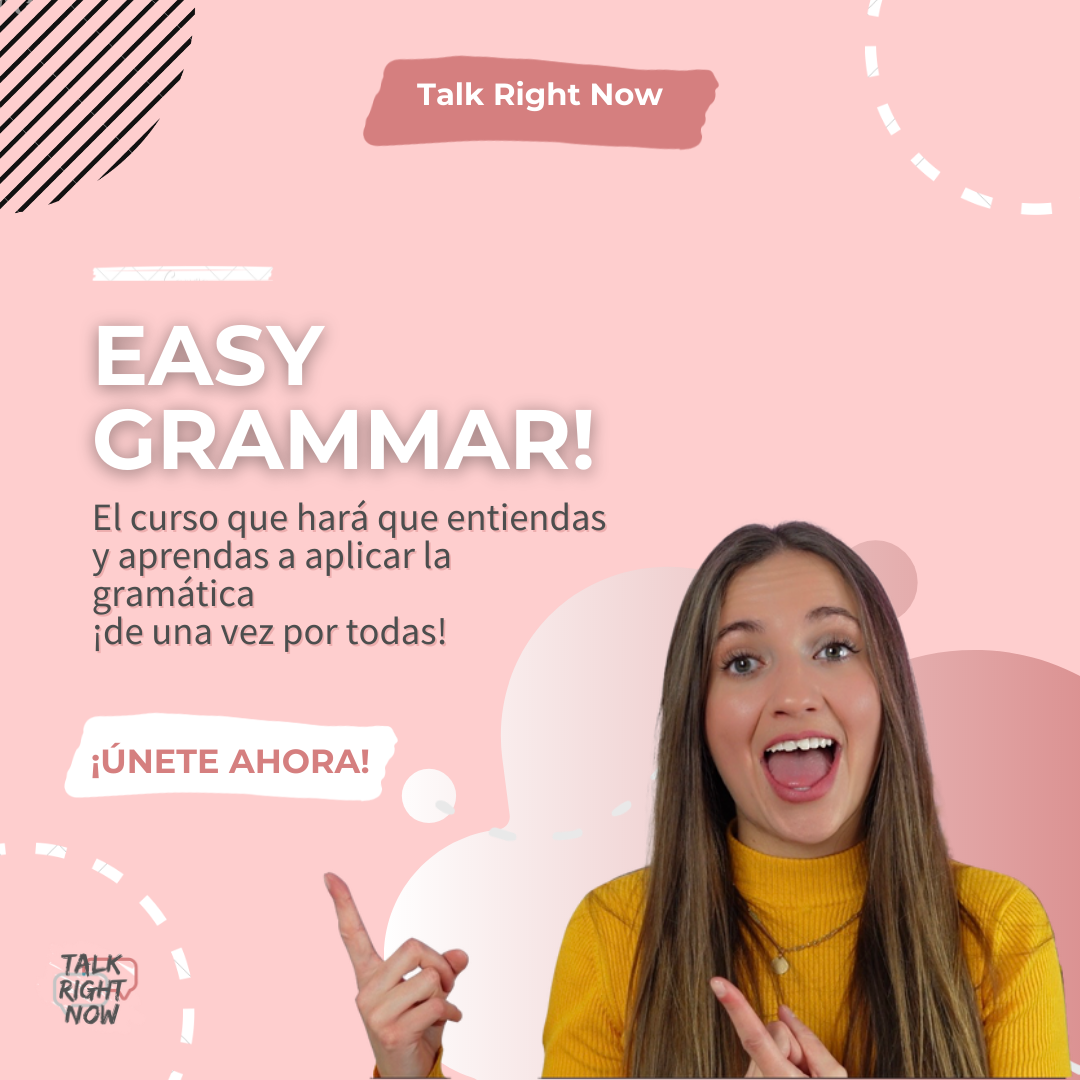 Talk Right Now
EASY
GRAMMAR!
El curso que hará que entiendas
y aprendas a aplicar la
gramática
¡de una vez por todas!
¡ÚNETE AHORA!
TALK
RIGHT
NOW